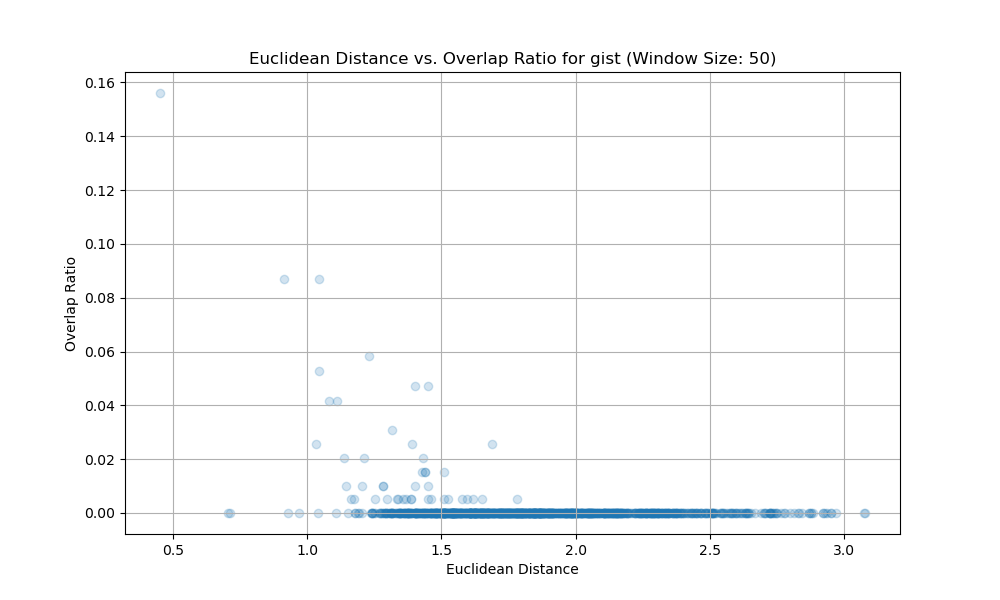 Euclidean Distance vs. Overlap Ratio for gist (Window Size: 50)
0.16
0.14
0.12
0.10
0.08
0.06
0.04
0.02
0.00
Overlap Ratio
0.5 1.0 1.5 2.0 2.5 3.0
Euclidean Distance